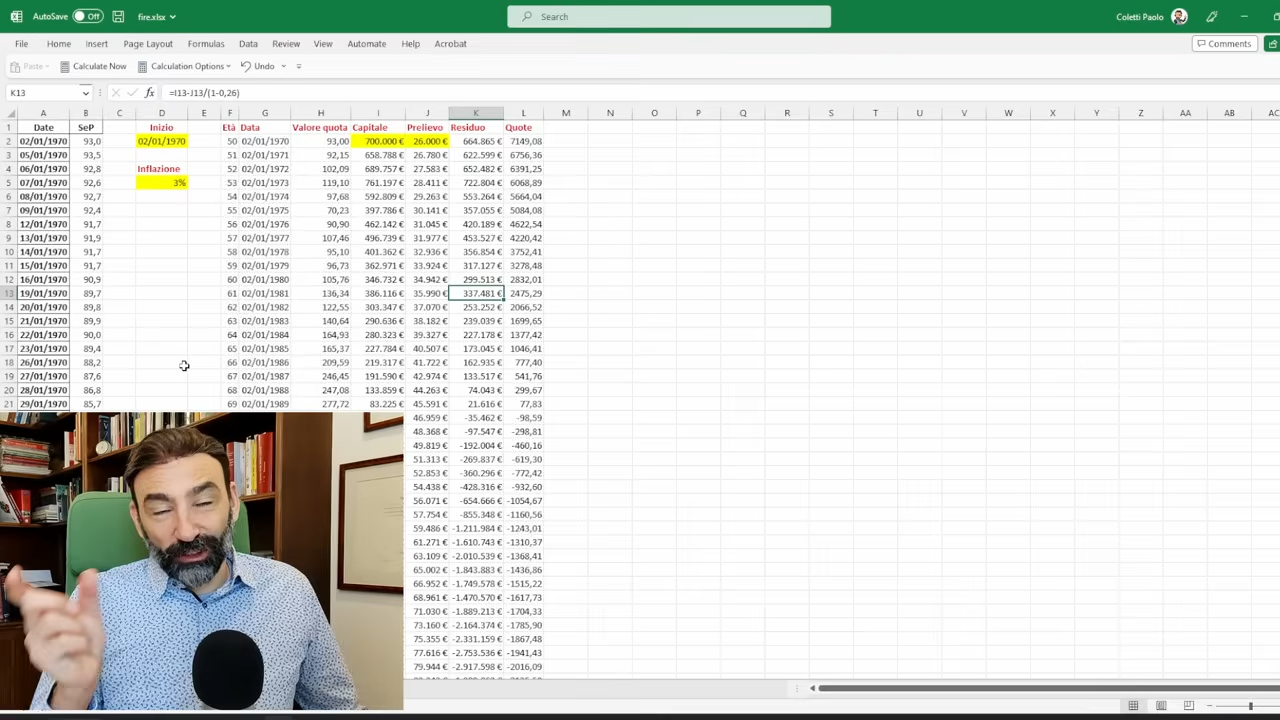 AutoSave Off fire.xlsx Search Coletti Paolo
File Home Insert Page Layout Formulas Data Review View Automate Help Acrobat Comments
Paste Calculate Now Calculation Options Undo
K13 fx =I13-J13/(1-0,26)
A B C D E F G H I J K L M N O P Q R S T U V W X Y Z AA AB AC
1 Date SeP Inizio Età Data Valore quota Capitale Prelievo Residuo Quote
2 02/01/1970 93,0 02/01/1970 50 02/01/1970 93,00 700.000 € 26.000 € 664.865 € 7149,08
3 05/01/1970 93,5 51 02/01/1971 92,15 658.788 € 26.780 € 622.599 € 6756,36
4 06/01/1970 92,8 Inflazione 52 02/01/1972 102,09 689.757 € 27.583 € 652.482 € 6391,25
5 07/01/1970 92,6 3% 53 02/01/1973 119,10 761.197 € 28.411 € 722.804 € 6068,89
6 08/01/1970 92,7 54 02/01/1974 97,68 592.809 € 29.263 € 553.264 € 5664,04
7 09/01/1970 92,4 55 02/01/1975 70,23 397.786 € 30.141 € 357.055 € 5084,08
8 12/01/1970 91,7 56 02/01/1976 90,90 462.142 € 31.045 € 420.189 € 4622,54
9 13/01/1970 91,9 57 02/01/1977 107,46 496.739 € 31.977 € 453.527 € 4220,42
10 14/01/1970 91,7 58 02/01/1978 95,10 401.362 € 32.936 € 356.854 € 3752,41
11 15/01/1970 91,7 59 02/01/1979 96,73 362.971 € 33.924 € 317.127 € 3278,48
12 16/01/1970 90,9 60 02/01/1980 105,76 346.732 € 34.942 € 299.513 € 2832,01
13 19/01/1970 89,7 61 02/01/1981 136,34 386.116 € 35.990 € 337.481 € 2475,29
14 20/01/1970 89,8 62 02/01/1982 122,55 303.347 € 37.070 € 253.252 € 2066,52
15 21/01/1970 89,9 63 02/01/1983 140,64 290.636 € 38.182 € 239.039 € 1699,65
16 22/01/1970 90,0 64 02/01/1984 164,93 280.323 € 39.327 € 227.178 € 1377,42
17 23/01/1970 89,4 65 02/01/1985 165,37 227.784 € 40.507 € 173.045 € 1046,41
18 26/01/1970 88,2 66 02/01/1986 209,59 219.317 € 41.722 € 162.935 € 777,40
19 27/01/1970 87,6 67 02/01/1987 246,45 191.590 € 42.974 € 133.517 € 541,76
20 28/01/1970 86,8 68 02/01/1988 247,08 133.859 € 44.263 € 74.043 € 299,67
21 29/01/1970 85,7 69 02/01/1989 277,72 83.225 € 45.591 € 21.616 € 77,83
46.959 € -35.462 € -98,59
48.368 € -97.547 € -298,81
49.819 € -192.004 € -460,16
51.313 € -269.837 € -619,30
52.853 € -360.296 € -772,42
54.438 € -428.316 € -932,60
56.071 € -654.666 € -1054,67
57.754 € -855.348 € -1160,56
59.486 € -1.211.984 € -1243,01
61.271 € -1.610.743 € -1310,37
63.109 € -2.010.539 € -1368,41
65.002 € -1.843.883 € -1436,86
66.952 € -1.749.578 € -1515,22
68.961 € -1.470.570 € -1617,73
71.030 € -1.889.213 € -1704,33
73.160 € -2.164.374 € -1785,90
75.355 € -2.331.159 € -1867,48
77.616 € -2.753.536 € -1941,43
79.944 € -2.917.598 € -2016,09